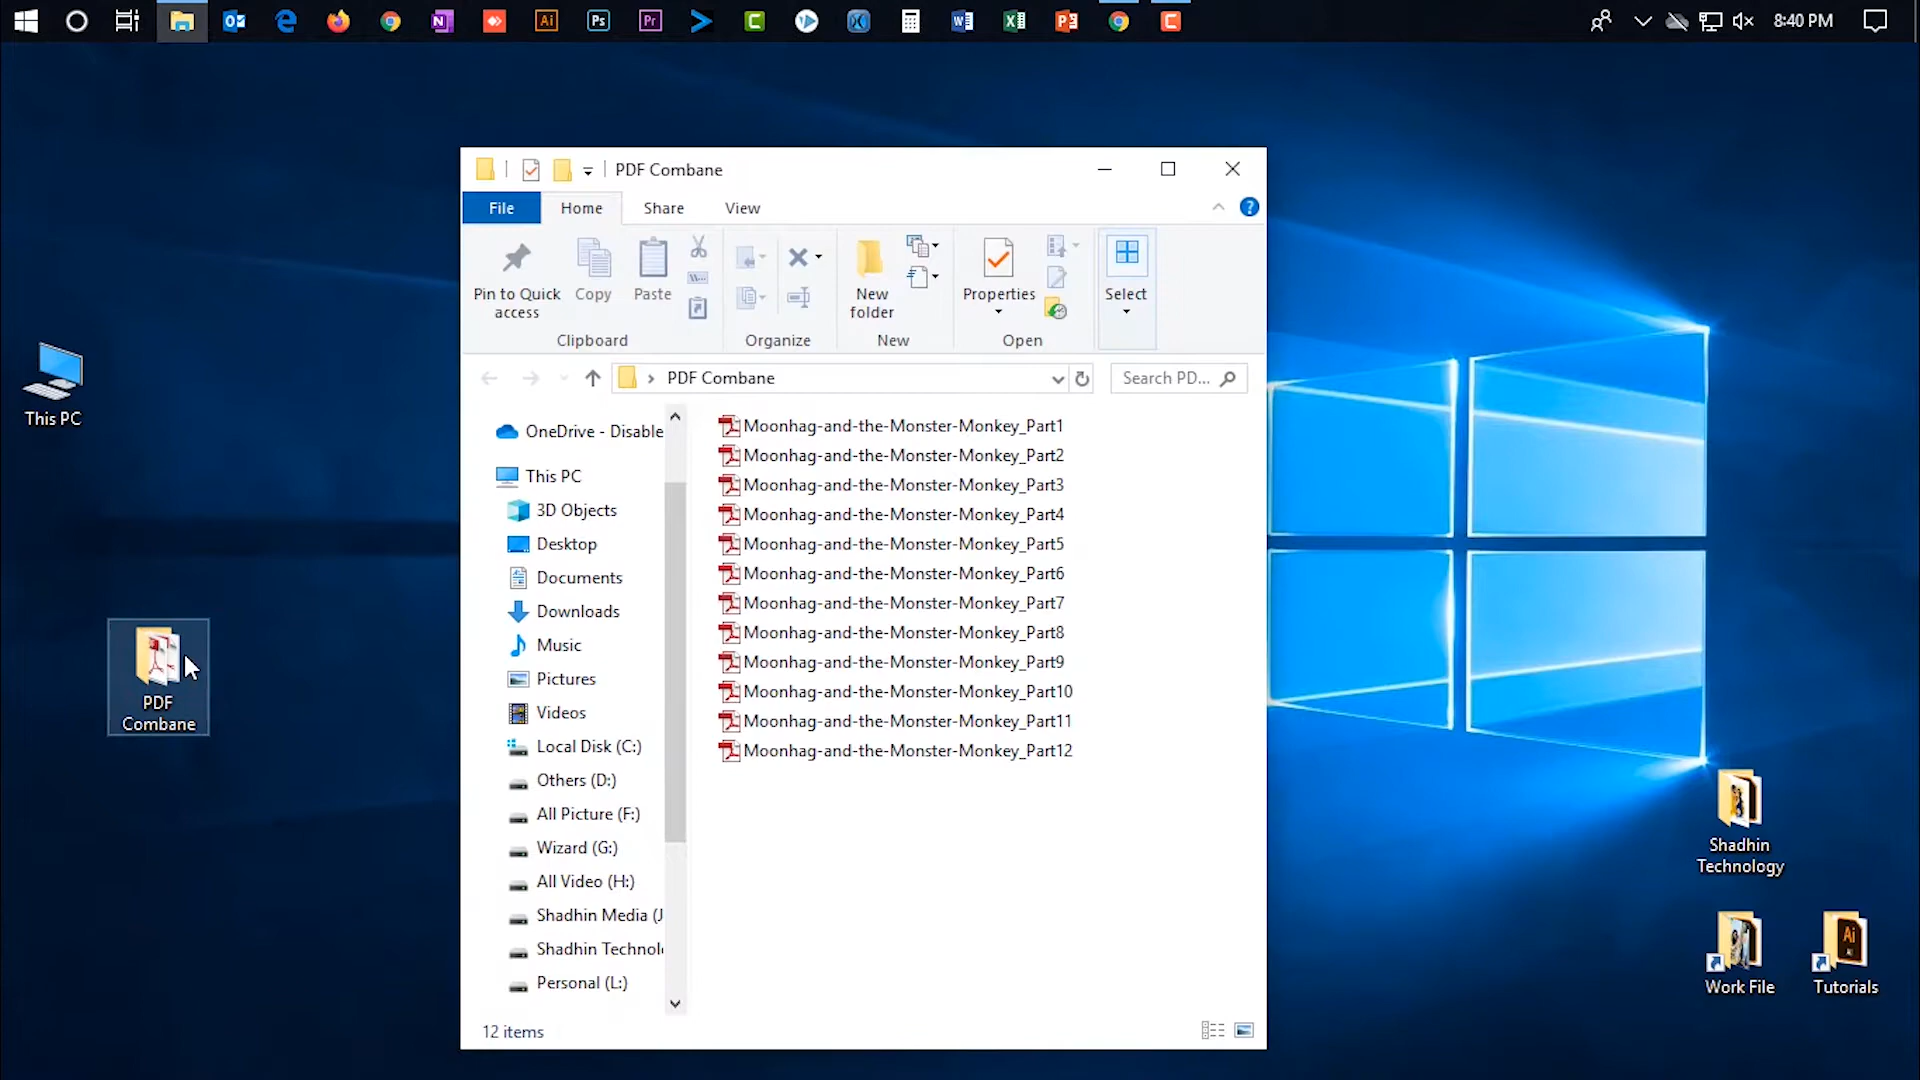 8:40 PM
PDF Combane
File Home Share View
Pin to Quick access
Copy
Paste
New folder
Properties
Select
Clipboard
Organize
New
Open
PDF Combane
Search PD...
OneDrive - Disable
This PC
3D Objects
Desktop
Documents
Downloads
Music
Pictures
Videos
Local Disk (C:)
Others (D:)
All Picture (F:)
Wizard (G:)
All Video (H:)
Shadhin Media (J
Shadhin Technol
Personal (L:)
Moonhag-and-the-Monster-Monkey_Part1
Moonhag-and-the-Monster-Monkey_Part2
Moonhag-and-the-Monster-Monkey_Part3
Moonhag-and-the-Monster-Monkey_Part4
Moonhag-and-the-Monster-Monkey_Part5
Moonhag-and-the-Monster-Monkey_Part6
Moonhag-and-the-Monster-Monkey_Part7
Moonhag-and-the-Monster-Monkey_Part8
Moonhag-and-the-Monster-Monkey_Part9
Moonhag-and-the-Monster-Monkey_Part10
Moonhag-and-the-Monster-Monkey_Part11
Moonhag-and-the-Monster-Monkey_Part12
12 items
This PC
PDF
Combane
Shadhin
Technology
Work File
Tutorials